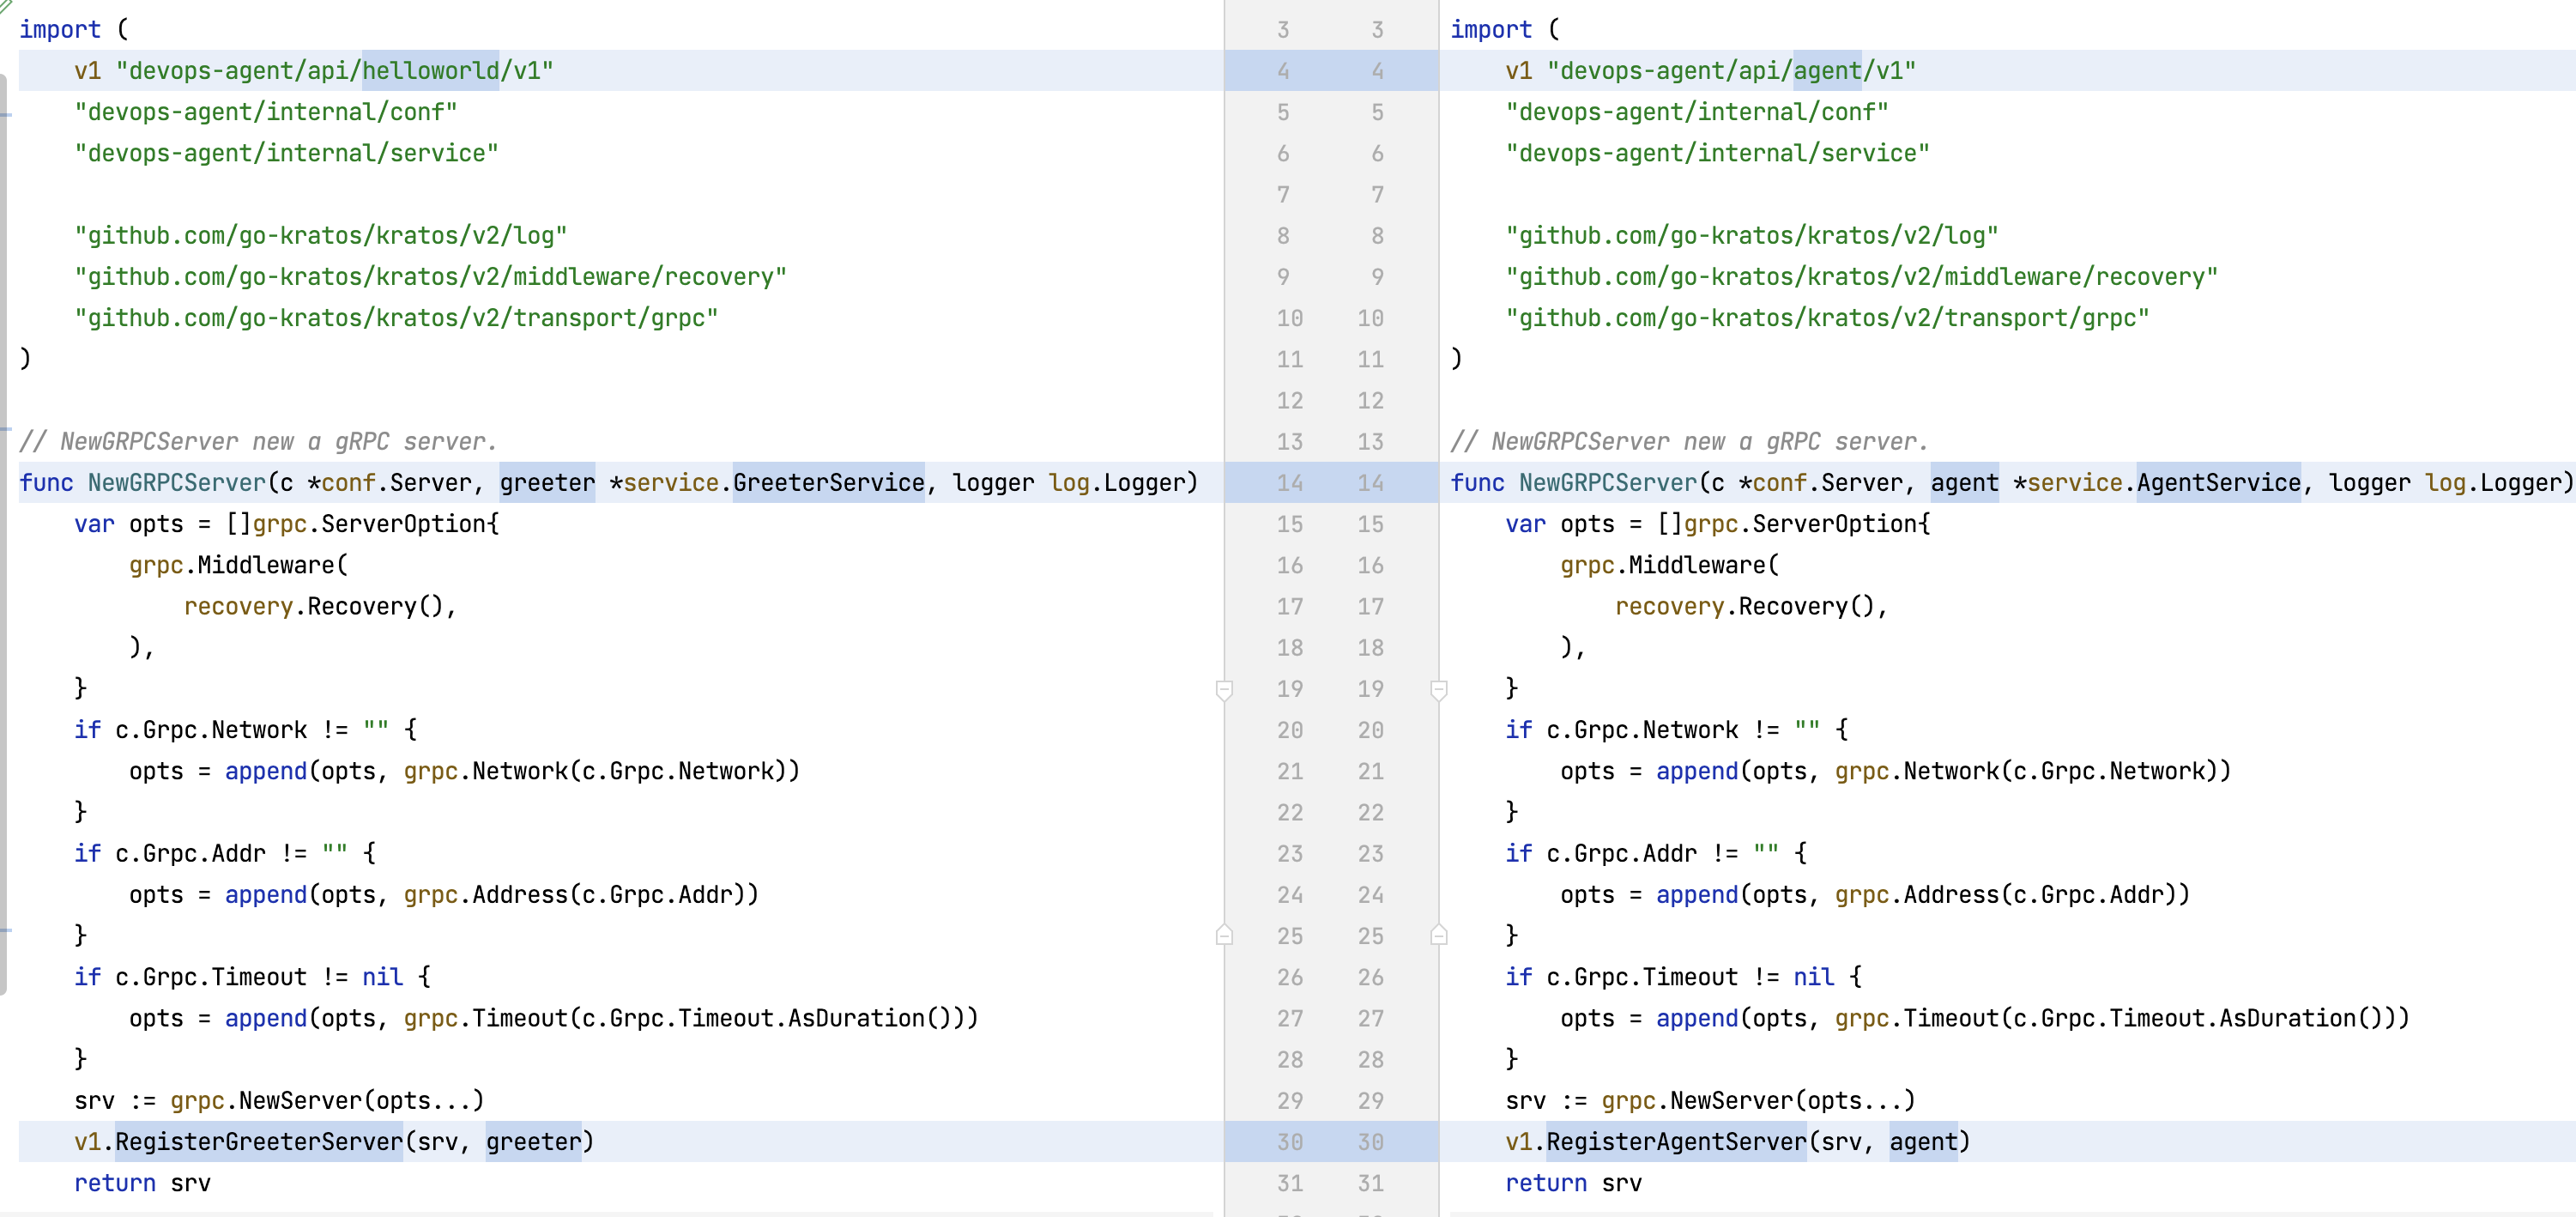 import (
    v1 "devops-agent/api/helloworld/v1"
    "devops-agent/internal/conf"
    "devops-agent/internal/service"

    "github.com/go-kratos/kratos/v2/log"
    "github.com/go-kratos/kratos/v2/middleware/recovery"
    "github.com/go-kratos/kratos/v2/transport/grpc"
)

// NewGRPCServer new a gRPC server.
func NewGRPCServer(c *conf.Server, greeter *service.GreeterService, logger log.Logger)
    var opts = []grpc.ServerOption{
        grpc.Middleware(
            recovery.Recovery(),
        ),
    }
    if c.Grpc.Network != "" {
        opts = append(opts, grpc.Network(c.Grpc.Network))
    }
    if c.Grpc.Addr != "" {
        opts = append(opts, grpc.Address(c.Grpc.Addr))
    }
    if c.Grpc.Timeout != nil {
        opts = append(opts, grpc.Timeout(c.Grpc.Timeout.AsDuration()))
    }
    srv := grpc.NewServer(opts...)
    v1.RegisterGreeterServer(srv, greeter)
    return srv
3 3
4 4
5 5
6 6
7 7
8 8
9 9
10 10
11 11
12 12
13 13
14 14
15 15
16 16
17 17
18 18
19 19
20 20
21 21
22 22
23 23
24 24
25 25
26 26
27 27
28 28
29 29
30 30
31 31
import (
    v1 "devops-agent/api/agent/v1"
    "devops-agent/internal/conf"
    "devops-agent/internal/service"

    "github.com/go-kratos/kratos/v2/log"
    "github.com/go-kratos/kratos/v2/middleware/recovery"
    "github.com/go-kratos/kratos/v2/transport/grpc"
)

// NewGRPCServer new a gRPC server.
func NewGRPCServer(c *conf.Server, agent *service.AgentService, logger log.Logger)
    var opts = []grpc.ServerOption{
        grpc.Middleware(
            recovery.Recovery(),
        ),
    }
    if c.Grpc.Network != "" {
        opts = append(opts, grpc.Network(c.Grpc.Network))
    }
    if c.Grpc.Addr != "" {
        opts = append(opts, grpc.Address(c.Grpc.Addr))
    }
    if c.Grpc.Timeout != nil {
        opts = append(opts, grpc.Timeout(c.Grpc.Timeout.AsDuration()))
    }
    srv := grpc.NewServer(opts...)
    v1.RegisterAgentServer(srv, agent)
    return srv